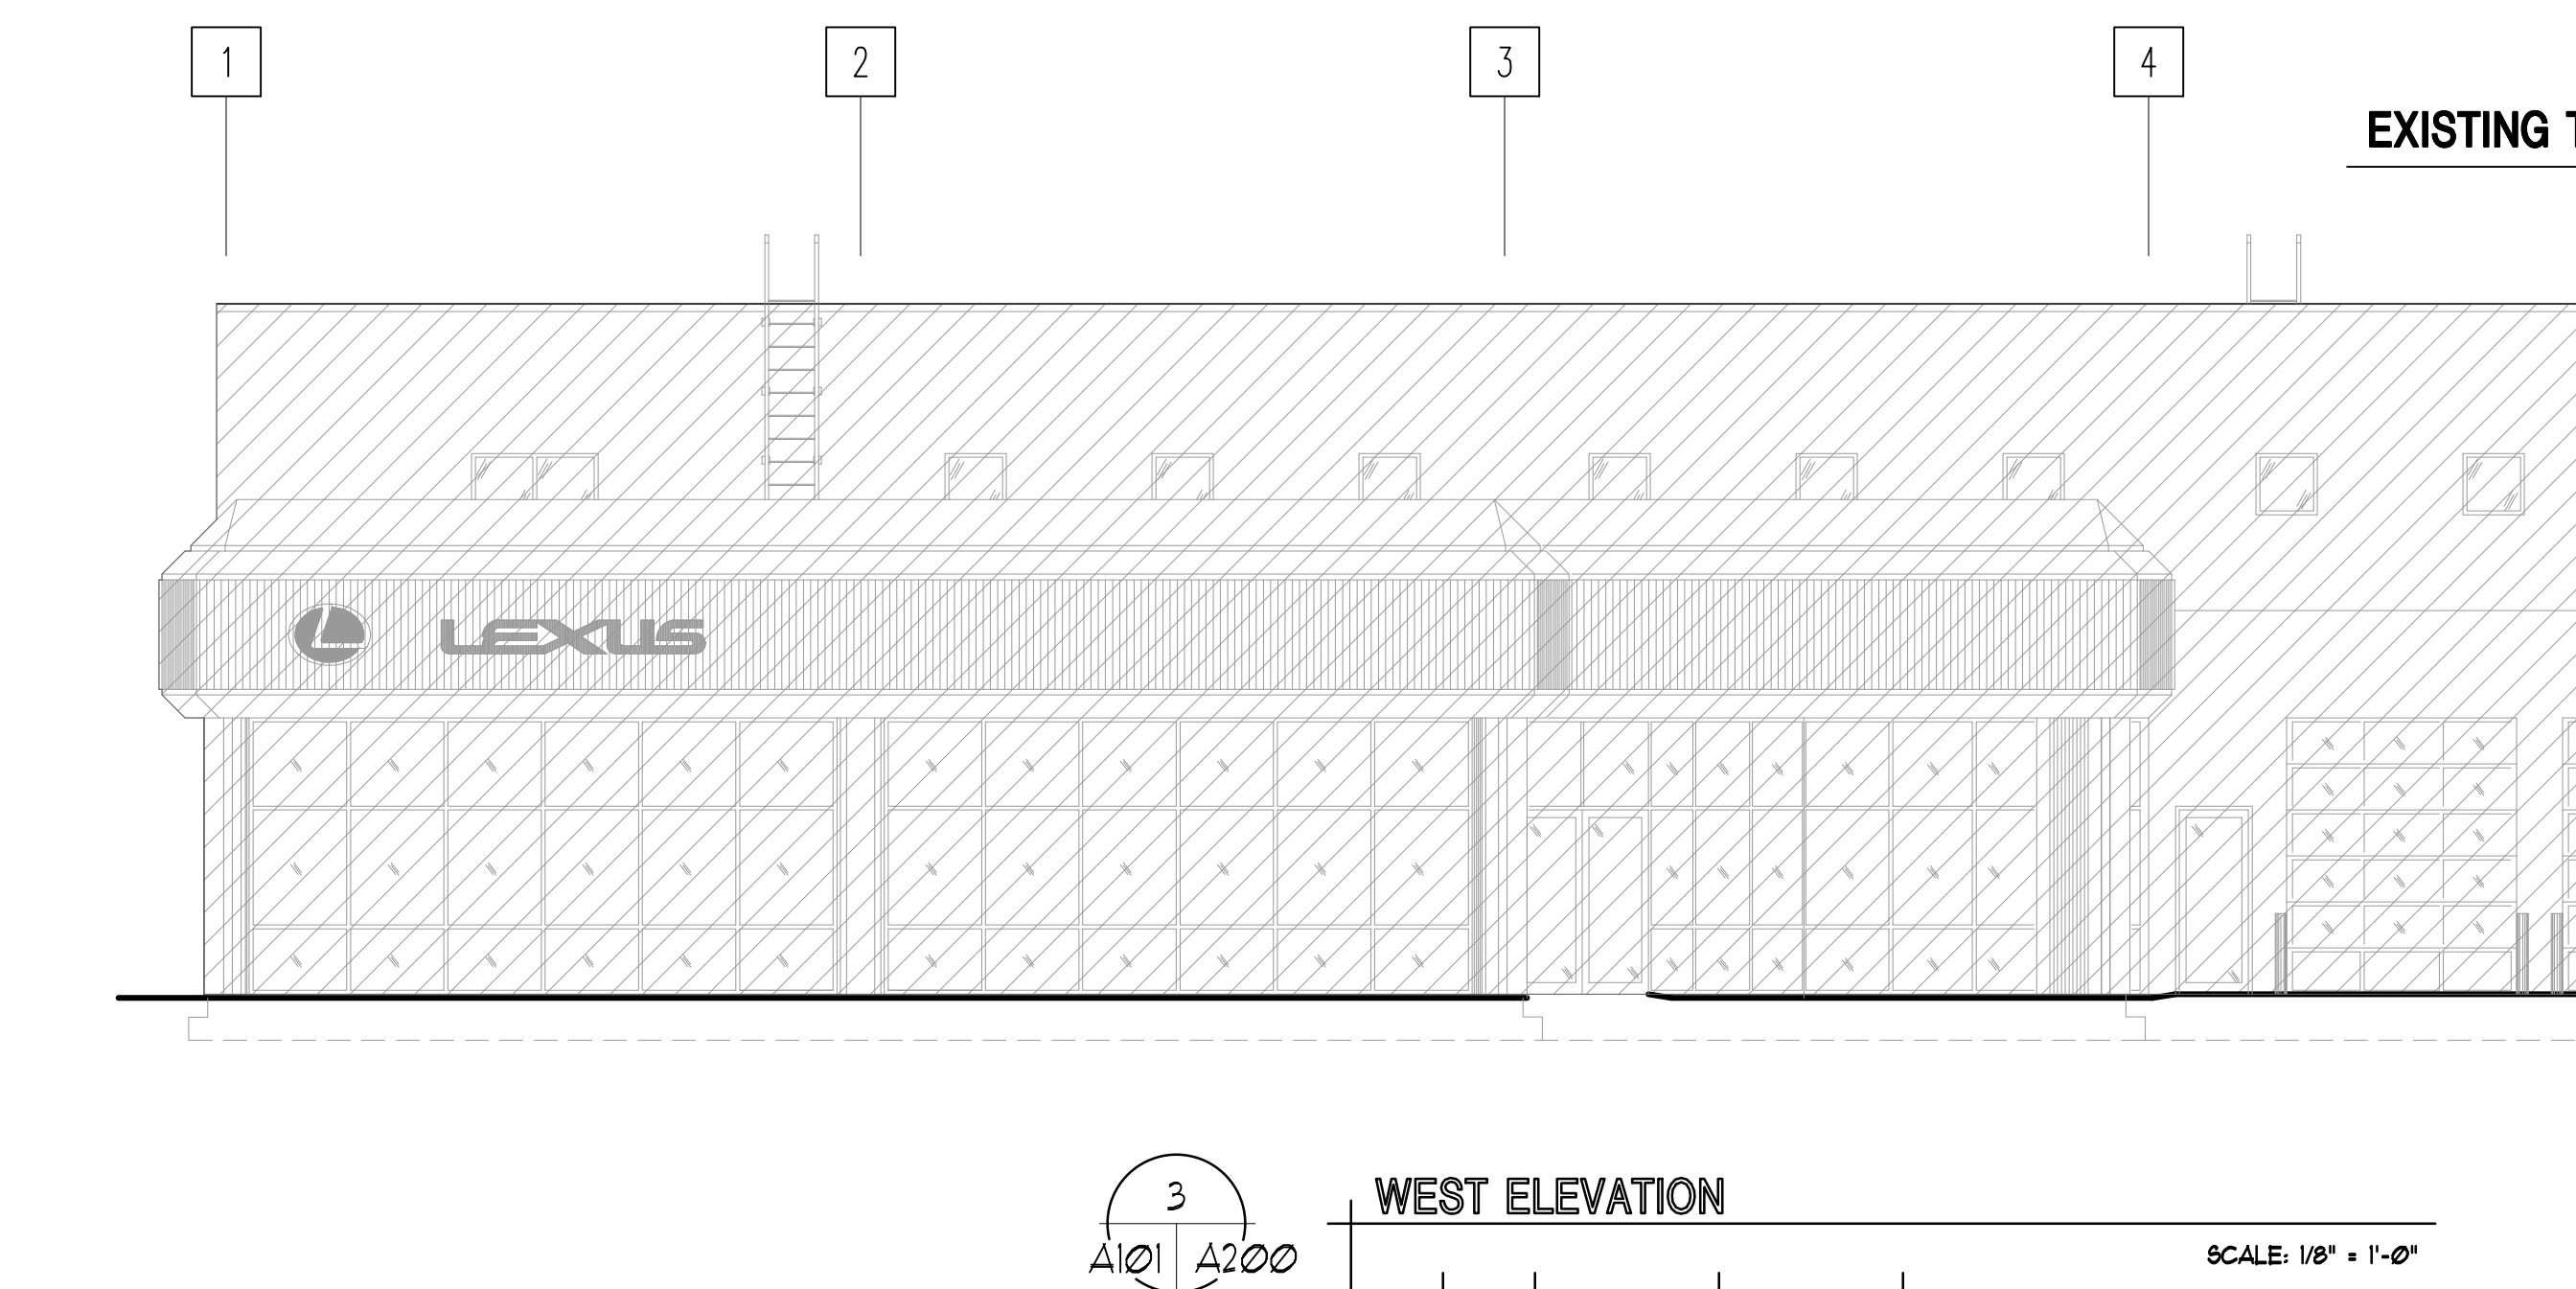 1 2 3 4
EXISTING T
LEXUS
3
WEST ELEVATION
A101 A200
SCALE: 1/8" = 1'-0"